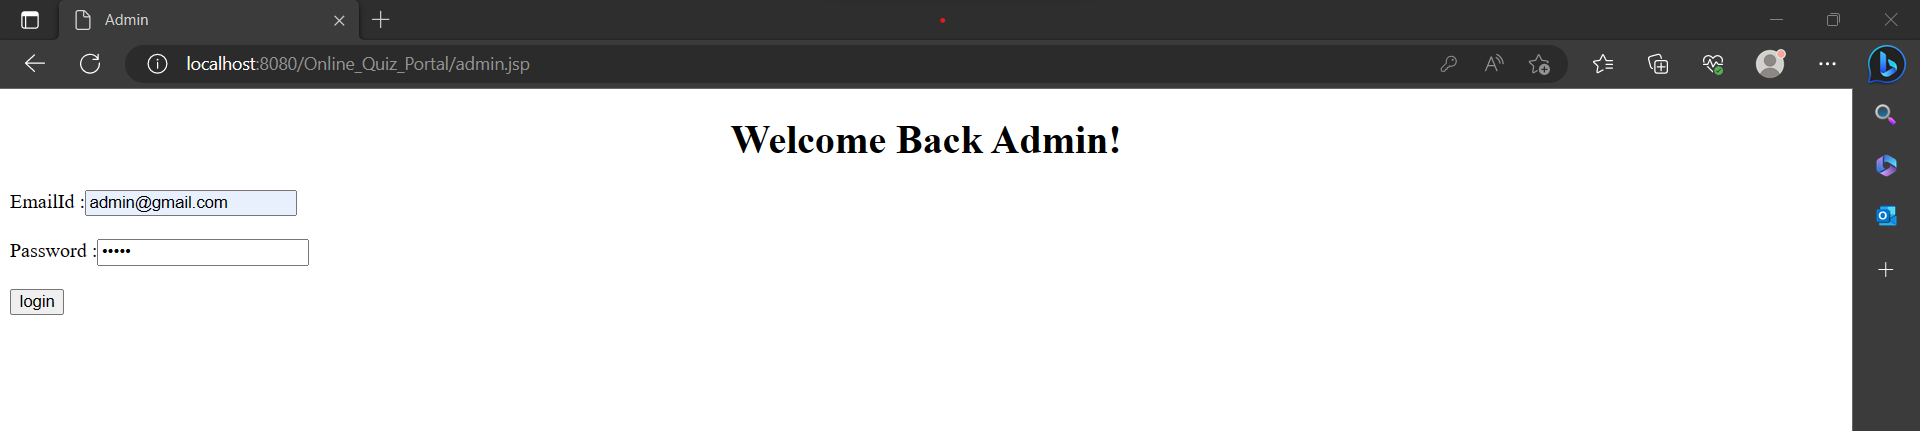 Admin
localhost:8080/Online_Quiz_Portal/admin.jsp
Welcome Back Admin!
EmailId :admin@gmail.com
Password :•••••
login